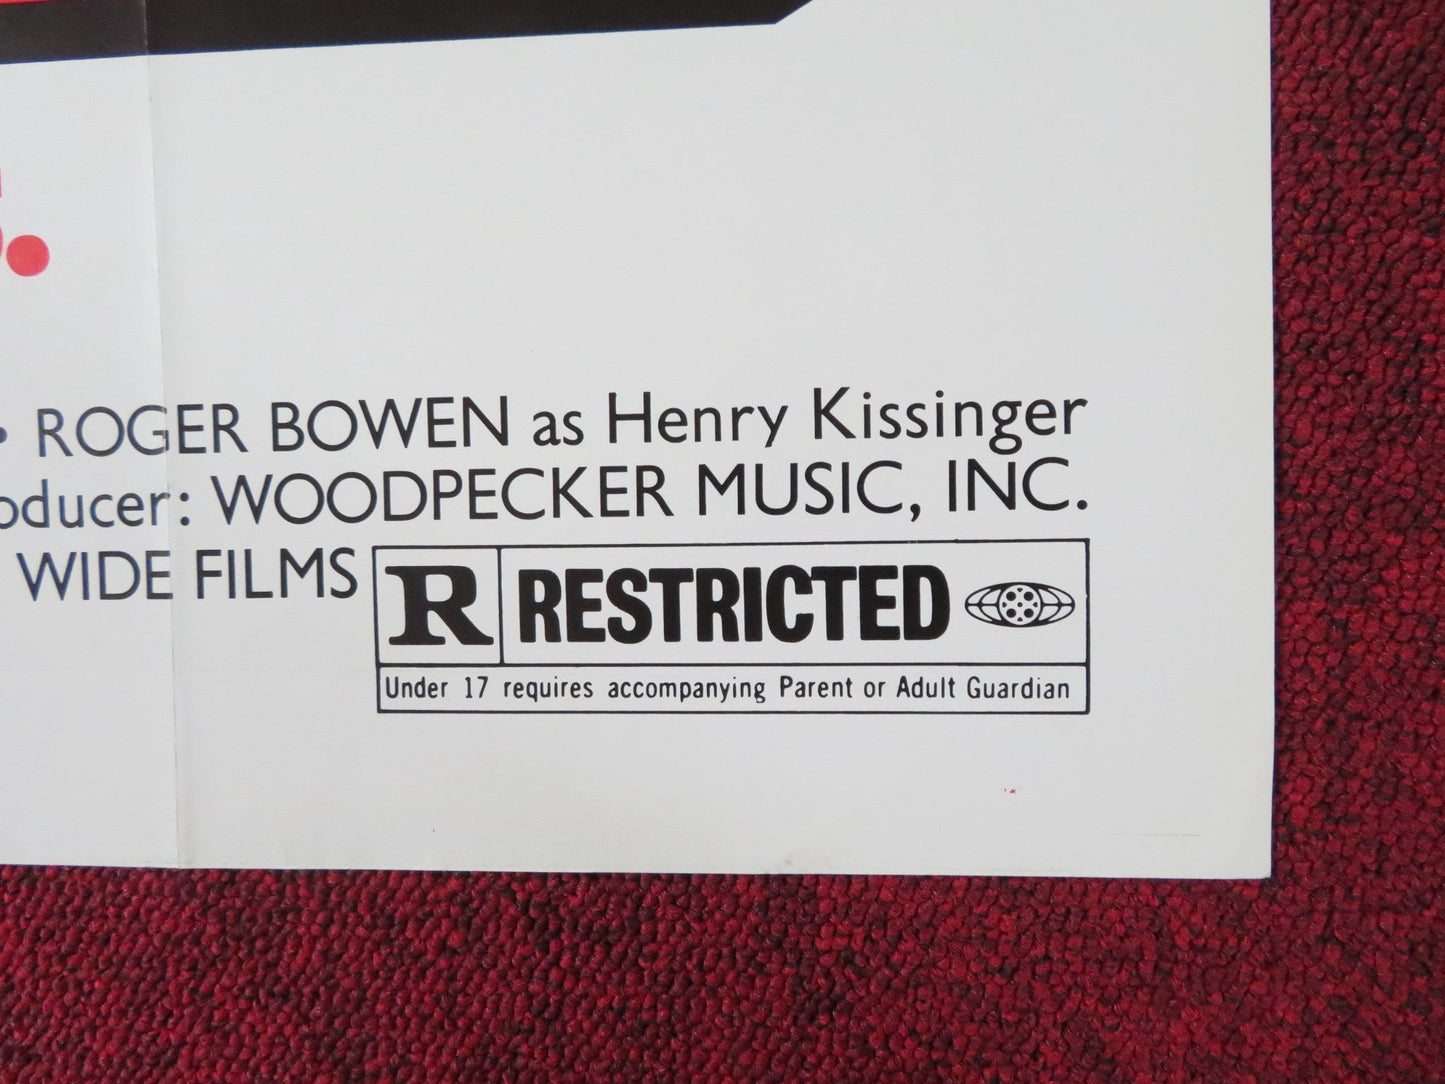 • ROGER BOWEN as Henry Kissinger
oducer: WOODPECKER MUSIC, INC.
WIDE FILMS
R RESTRICTED
Under 17 requires accompanying Parent or Adult Guardian